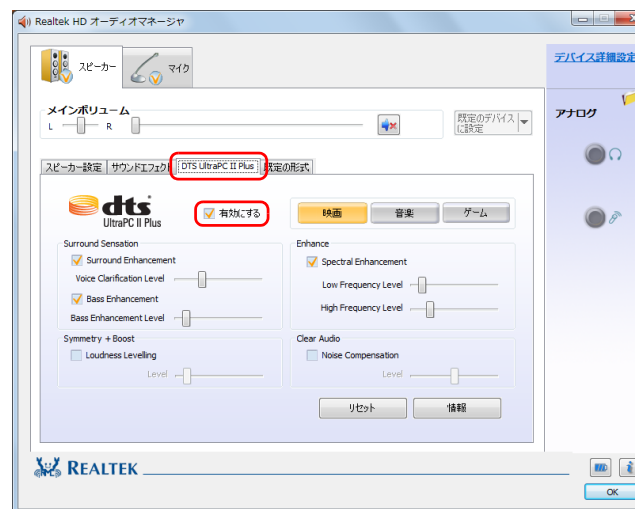 Realtek HD オーディオマネージャ
スピーカー
マイク
デバイス詳細設定
メインボリューム
L
R
既定のデバイス
に設定
アナログ
スピーカー設定
サウンドエフェクト
DTS UltraPC II Plus
既定の形式
dts
UltraPC II Plus
有効にする
映画
音楽
ゲーム
Surround Sensation
Surround Enhancement
Voice Clarification Level
Bass Enhancement
Bass Enhancement Level
Enhance
Spectral Enhancement
Low Frequency Level
High Frequency Level
Symmetry + Boost
Loudness Levelling
Level
Clear Audio
Noise Compensation
Level
リセット
情報
REALTEK
OK